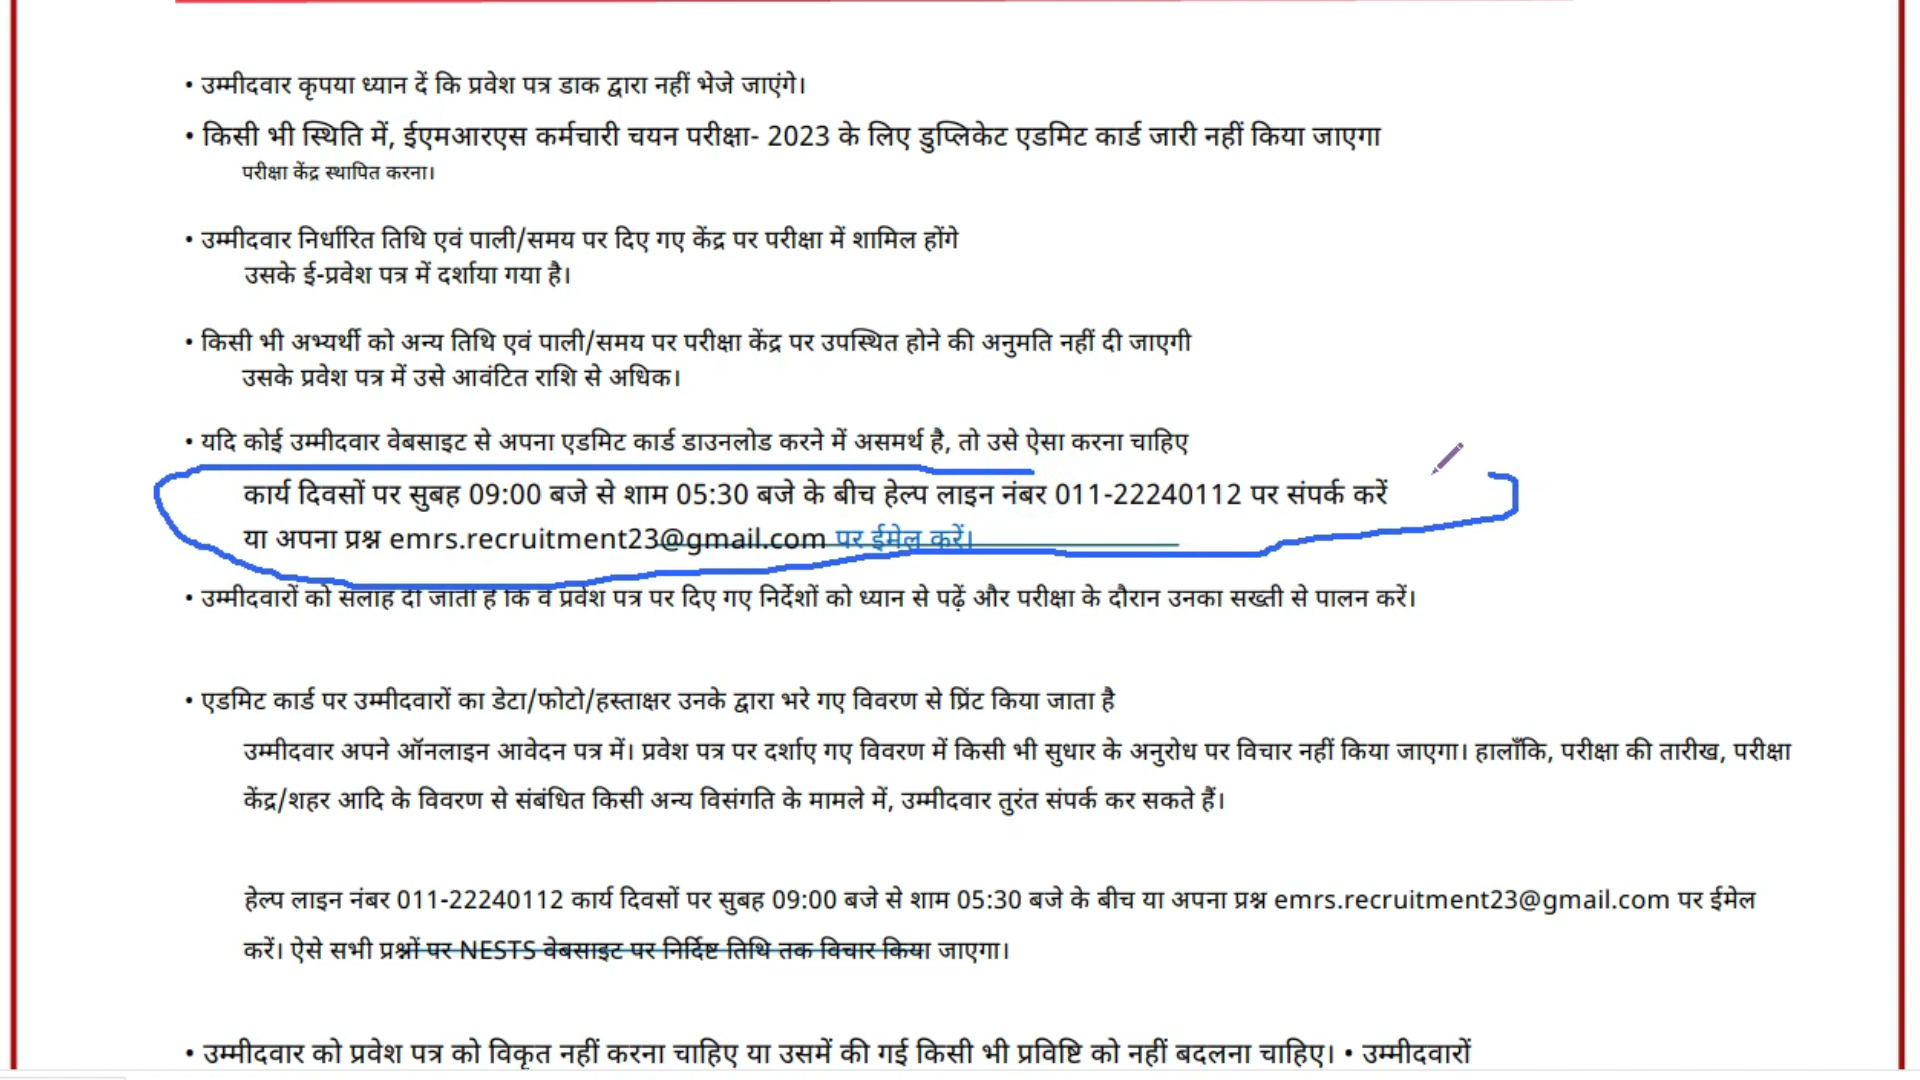 • उम्मीदवार कृपया ध्यान दें कि प्रवेश पत्र डाक द्वारा नहीं भेजे जाएंगे।
• किसी भी स्थिति में, ईएमआरएस कर्मचारी चयन परीक्षा- 2023 के लिए डुप्लिकेट एडमिट कार्ड जारी नहीं किया जाएगा
परीक्षा केंद्र स्थापित करना।
• उम्मीदवार निर्धारित तिथि एवं पाली/समय पर दिए गए केंद्र पर परीक्षा में शामिल होंगे
उसके ई-प्रवेश पत्र में दर्शाया गया है।
• किसी भी अभ्यर्थी को अन्य तिथि एवं पाली/समय पर परीक्षा केंद्र पर उपस्थित होने की अनुमति नहीं दी जाएगी
उसके प्रवेश पत्र में उसे आवंटित राशि से अधिक।
• यदि कोई उम्मीदवार वेबसाइट से अपना एडमिट कार्ड डाउनलोड करने में असमर्थ है, तो उसे ऐसा करना चाहिए
कार्य दिवसों पर सुबह 09:00 बजे से शाम 05:30 बजे के बीच हेल्प लाइन नंबर 011-22240112 पर संपर्क करें
या अपना प्रश्न emrs.recruitment23@gmail.com पर ईमेल करें।
• उम्मीदवारों को सलाह दी जाती है कि वे प्रवेश पत्र पर दिए गए निर्देशों को ध्यान से पढ़ें और परीक्षा के दौरान उनका सख्ती से पालन करें।
• एडमिट कार्ड पर उम्मीदवारों का डेटा/फोटो/हस्ताक्षर उनके द्वारा भरे गए विवरण से प्रिंट किया जाता है
उम्मीदवार अपने ऑनलाइन आवेदन पत्र में। प्रवेश पत्र पर दर्शाए गए विवरण में किसी भी सुधार के अनुरोध पर विचार नहीं किया जाएगा। हालाँकि, परीक्षा की तारीख, परीक्षा
केंद्र/शहर आदि के विवरण से संबंधित किसी अन्य विसंगति के मामले में, उम्मीदवार तुरंत संपर्क कर सकते हैं।
हेल्प लाइन नंबर 011-22240112 कार्य दिवसों पर सुबह 09:00 बजे से शाम 05:30 बजे के बीच या अपना प्रश्न emrs.recruitment23@gmail.com पर ईमेल
करें। ऐसे सभी प्रश्नों पर NESTS वेबसाइट पर निर्दिष्ट तिथि तक विचार किया जाएगा।
• उम्मीदवार को प्रवेश पत्र को विकृत नहीं करना चाहिए या उसमें की गई किसी भी प्रविष्टि को नहीं बदलना चाहिए। • उम्मीदवारों